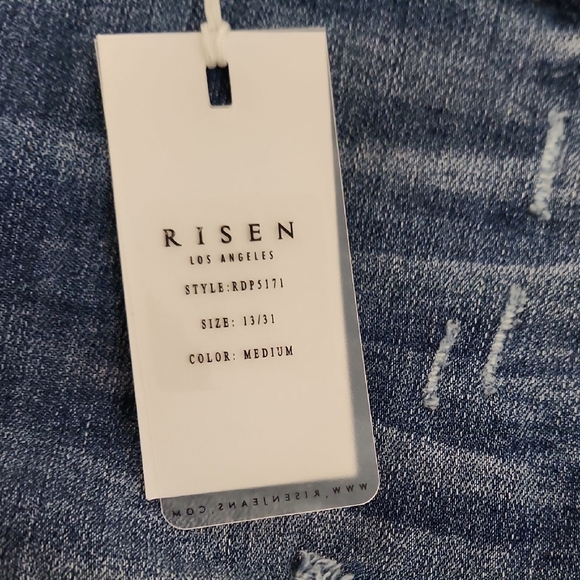 RISEN
LOS ANGELES
STYLE:RDP5171
SIZE: 13/31
COLOR: MEDIUM
WWW.RISENJEANS.COM